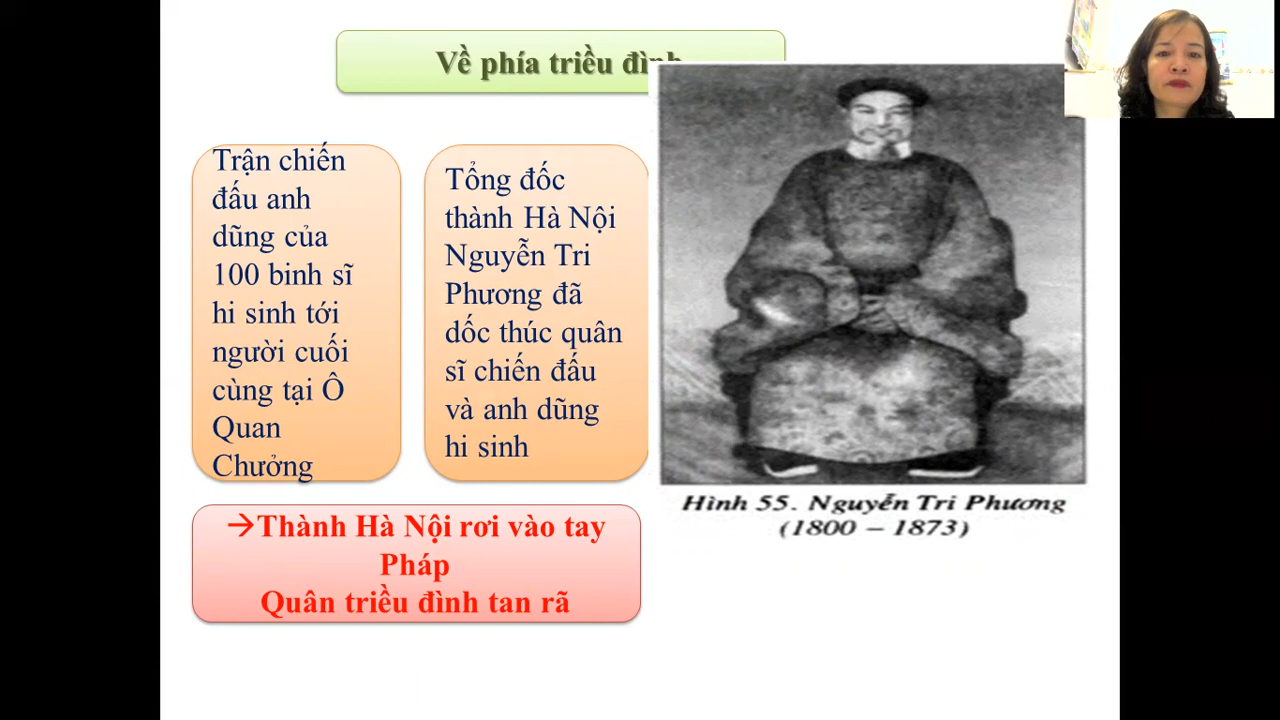 Về phía triều đình
Trận chiến
đấu anh
dũng của
100 binh sĩ
hi sinh tới
người cuối
cùng tại Ô
Quan
Chưởng
Tổng đốc
thành Hà Nội
Nguyễn Tri
Phương đã
dốc thúc quân
sĩ chiến đấu
và anh dũng
hi sinh
→Thành Hà Nội rơi vào tay
Pháp
Quân triều đình tan rã
Hình 55. Nguyễn Tri Phương
(1800 – 1873)